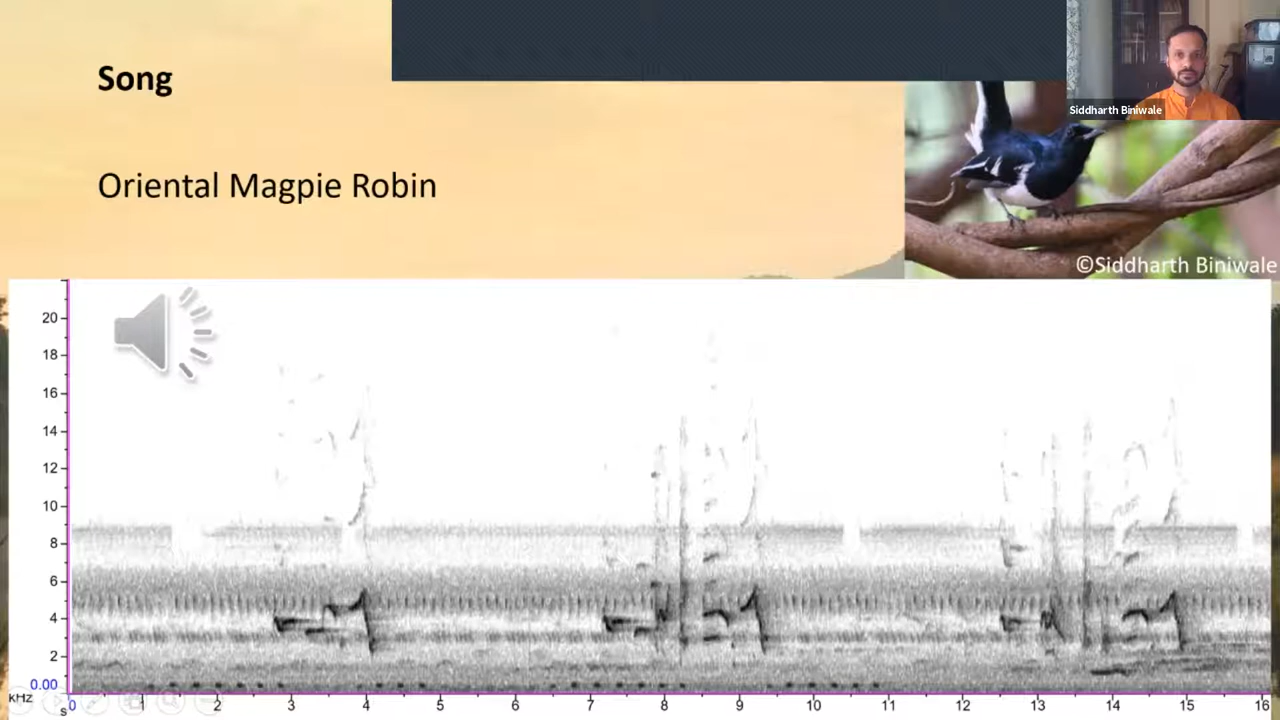 Song
Siddharth Biniwale
Oriental Magpie Robin
©Siddharth Biniwale
20
18
16
14
12
10
8
6
4
2
0.00
kHz
0 1 2 3 4 5 6 7 8 9 10 11 12 13 14 15 16
s